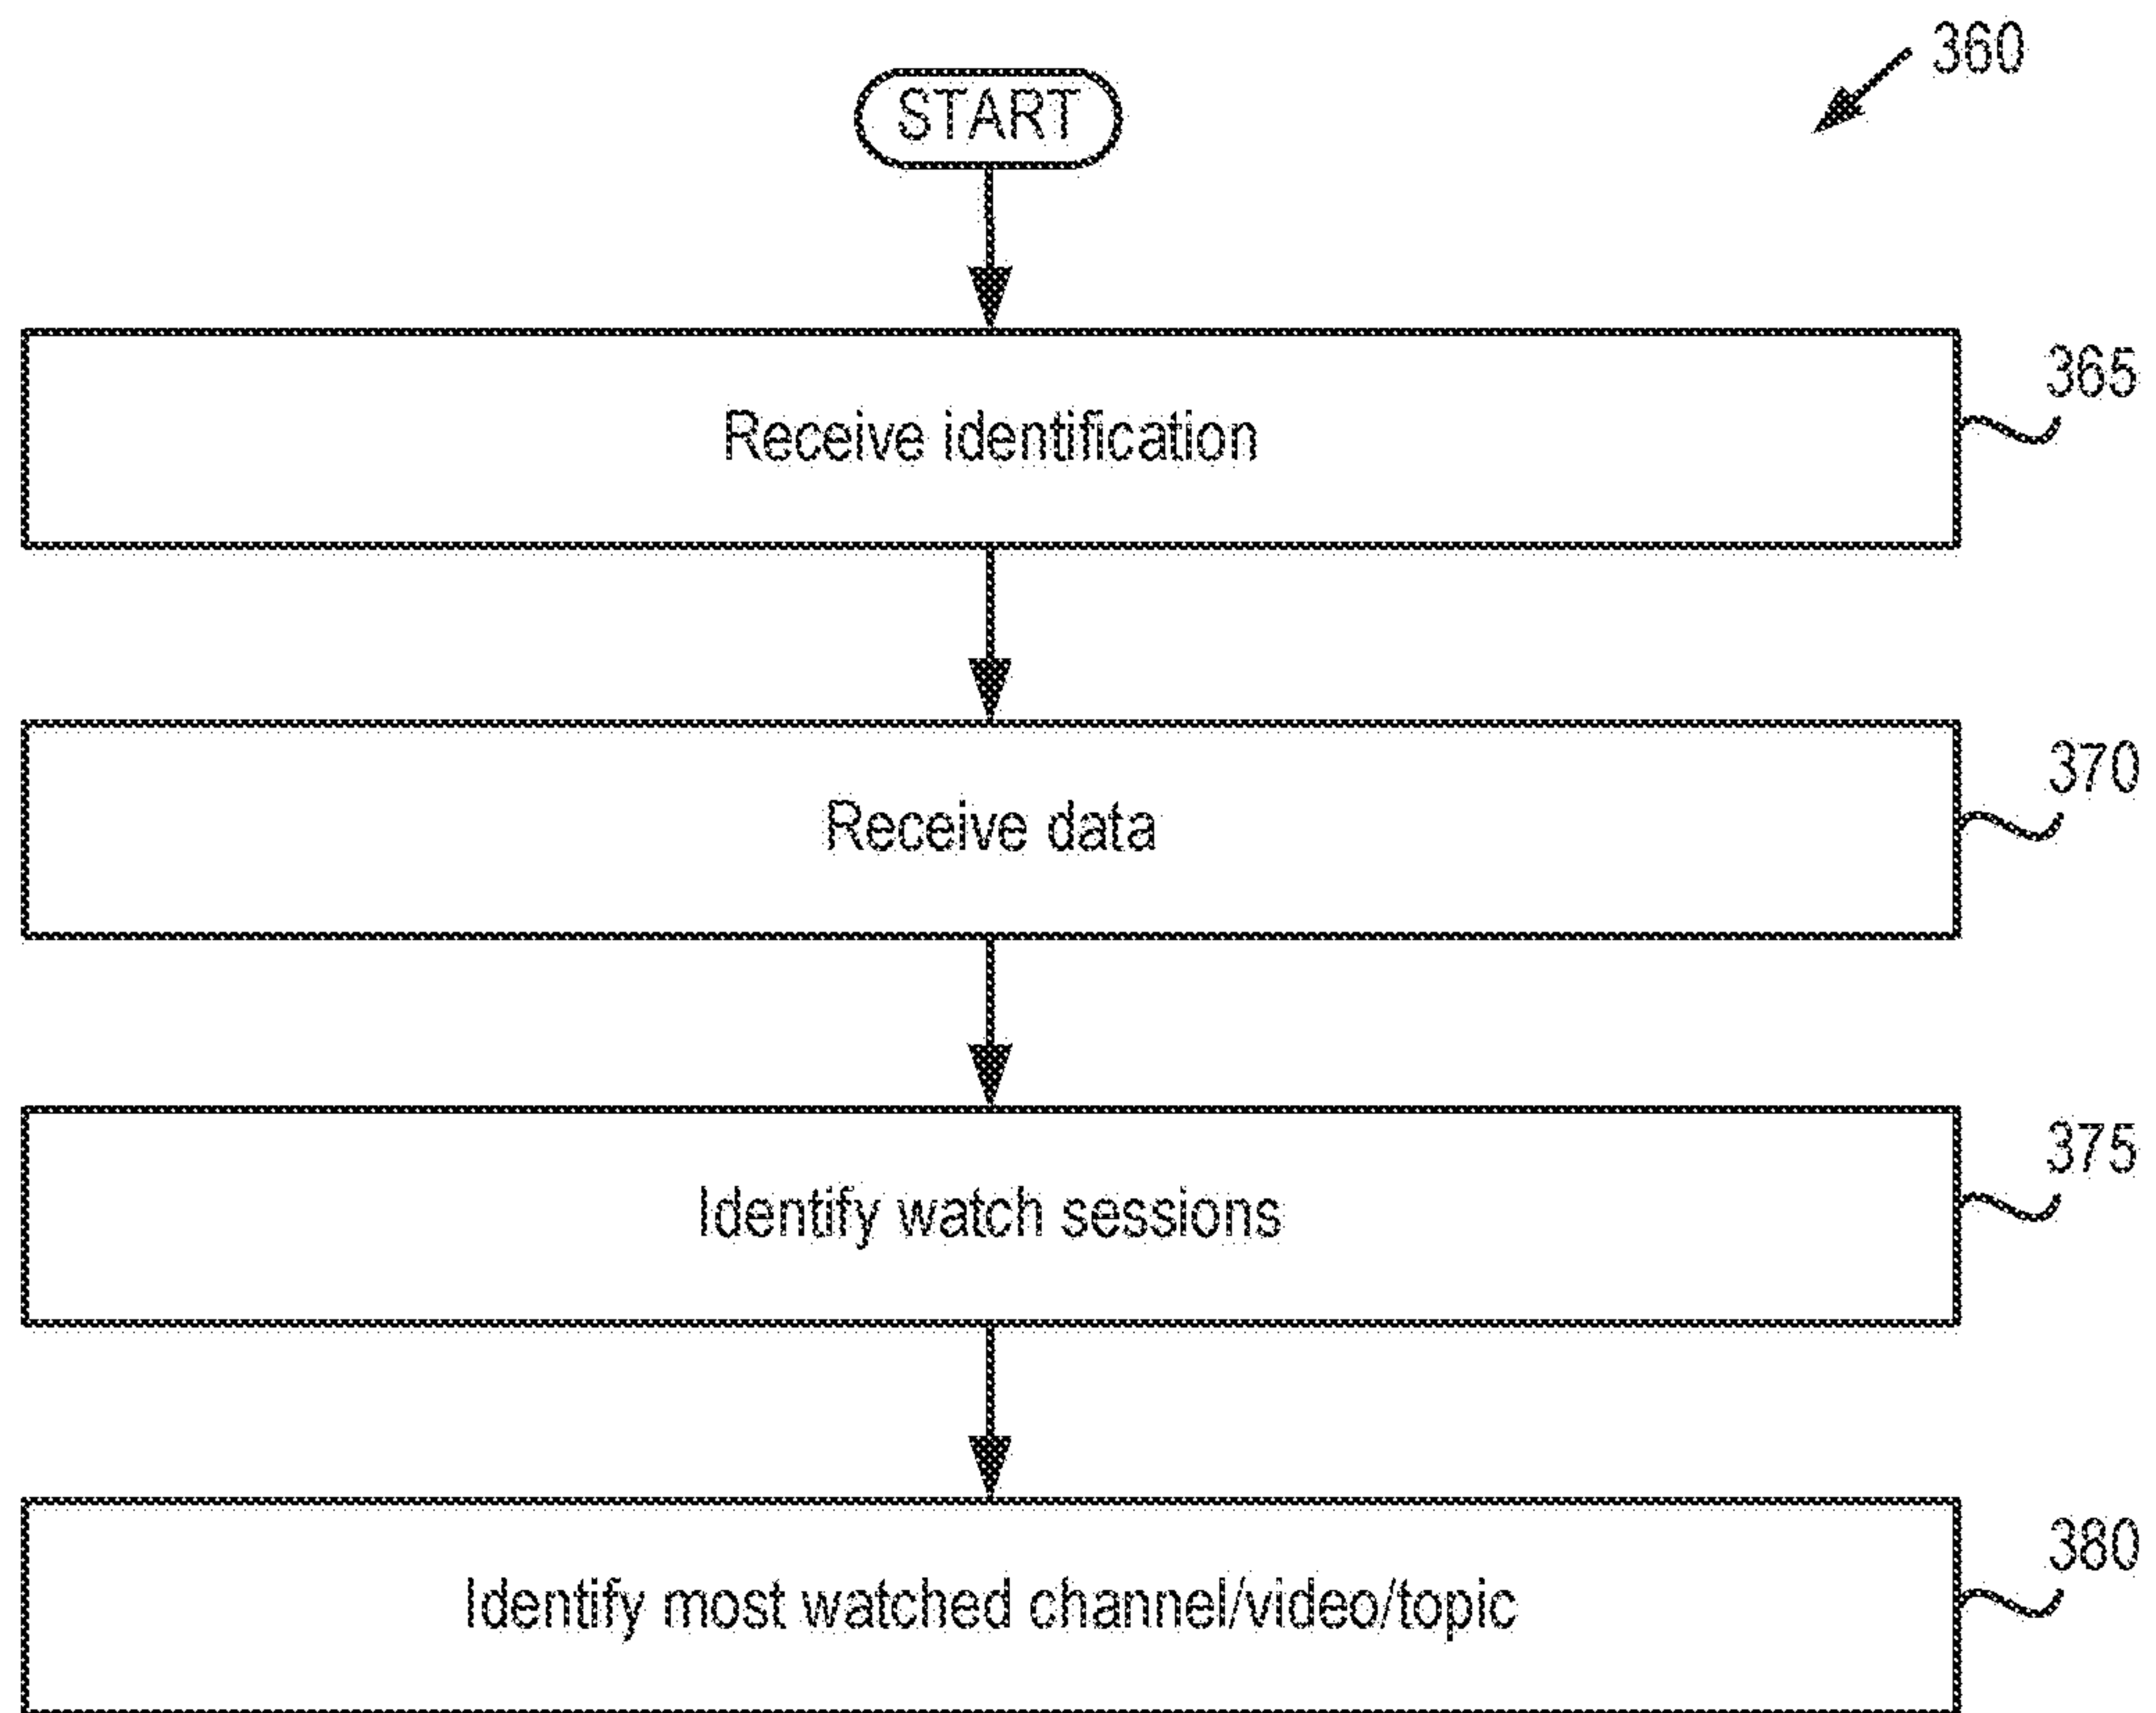 360
START
365
Receive identification
370
Receive data
375
Identify watch sessions
380
Identify most watched channel/video/topic